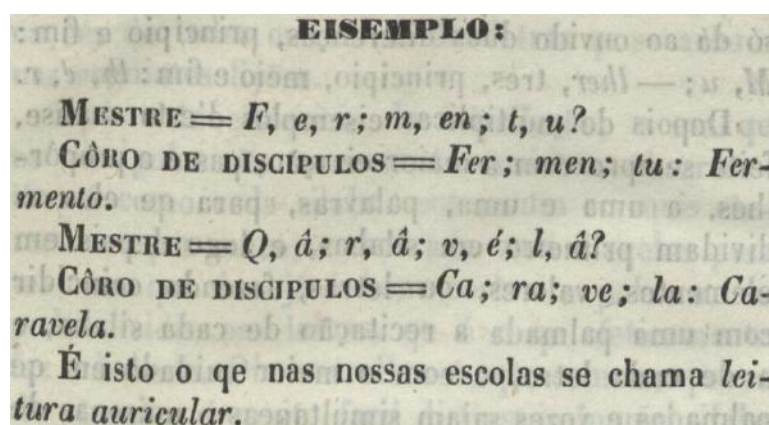 EISEMPLO:
MESTRE = F, e, r; m, en; t, u?
CÔRO DE DISCIPULOS = Fer; men; tu: Fer-
mento.
MESTRE = Q, â; r, â; v, é; l, â?
CÔRO DE DISCIPULOS = Ca; ra; ve; la: Ca-
ravela.
É isto o qe nas nossas escolas se chama lei-
tura auricular.